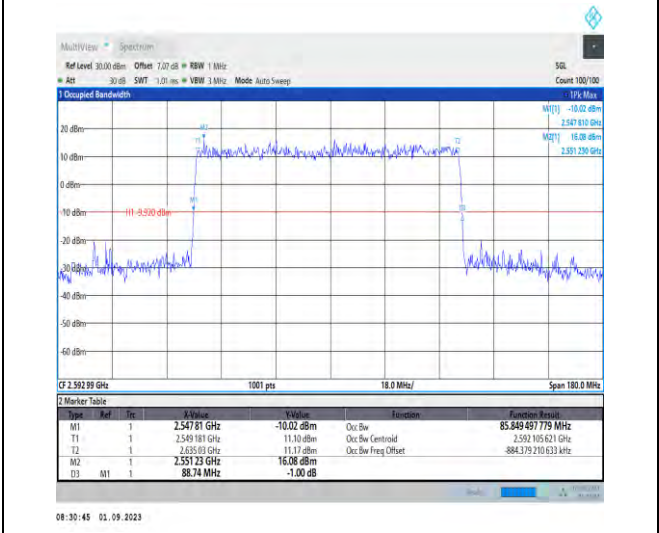 MultiView Spectrum
Ref Level 30.00 dBm Offset 7.07 dB RBW 1 MHz SGL
Att 30 dB SWT 1.01 ms VBW 3 MHz Mode Auto Sweep Count 100/100
1 Occupied Bandwidth 1Pk Max
M1[1] -10.02 dBm
2.547 810 GHz
M2[1] 16.08 dBm
2.551 230 GHz
M2
20 dBm
T1 T2
10 dBm
0 dBm
M1
D3
-10 dBm H1 -9.920 dBm
-20 dBm
-30 dBm
-40 dBm
-50 dBm
-60 dBm
CF 2.592 99 GHz 1001 pts 18.0 MHz/ Span 180.0 MHz
2 Marker Table
Type Ref Trc X-Value Y-Value Function Function Result
M1 1 2.547 81 GHz -10.02 dBm Occ Bw 85.849 497 779 MHz
T1 1 2.549 181 GHz 11.10 dBm Occ Bw Centroid 2.592 105 621 GHz
T2 1 2.635 03 GHz 11.17 dBm Occ Bw Freq Offset -884.379 210 633 kHz
M2 1 2.551 23 GHz 16.08 dBm
D3 M1 1 88.74 MHz -1.00 dB
08:30:45 01.09.2023